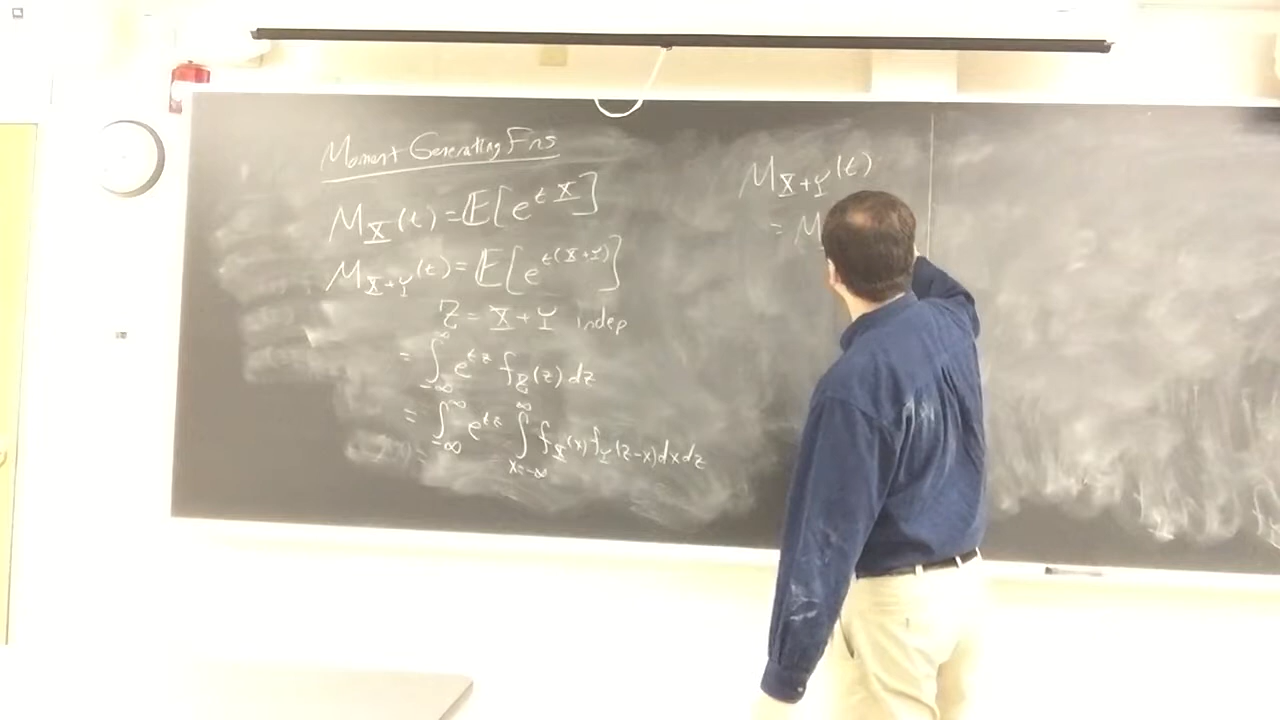 Moment Generating Fns
M_X(t) = 𝔼[e^{tX}]
M_{X+Y}(t) = 𝔼[e^{t(X+Y)}]
Z = X + Y indep
= ∫_{-∞}^{∞} e^{tz} f_Z(z) dz
= ∫_{-∞}^{∞} e^{tz} ∫_{x=-∞}^{∞} f_X(x) f_Y(z-x) dx dz
M_{X+Y}(t)
= M